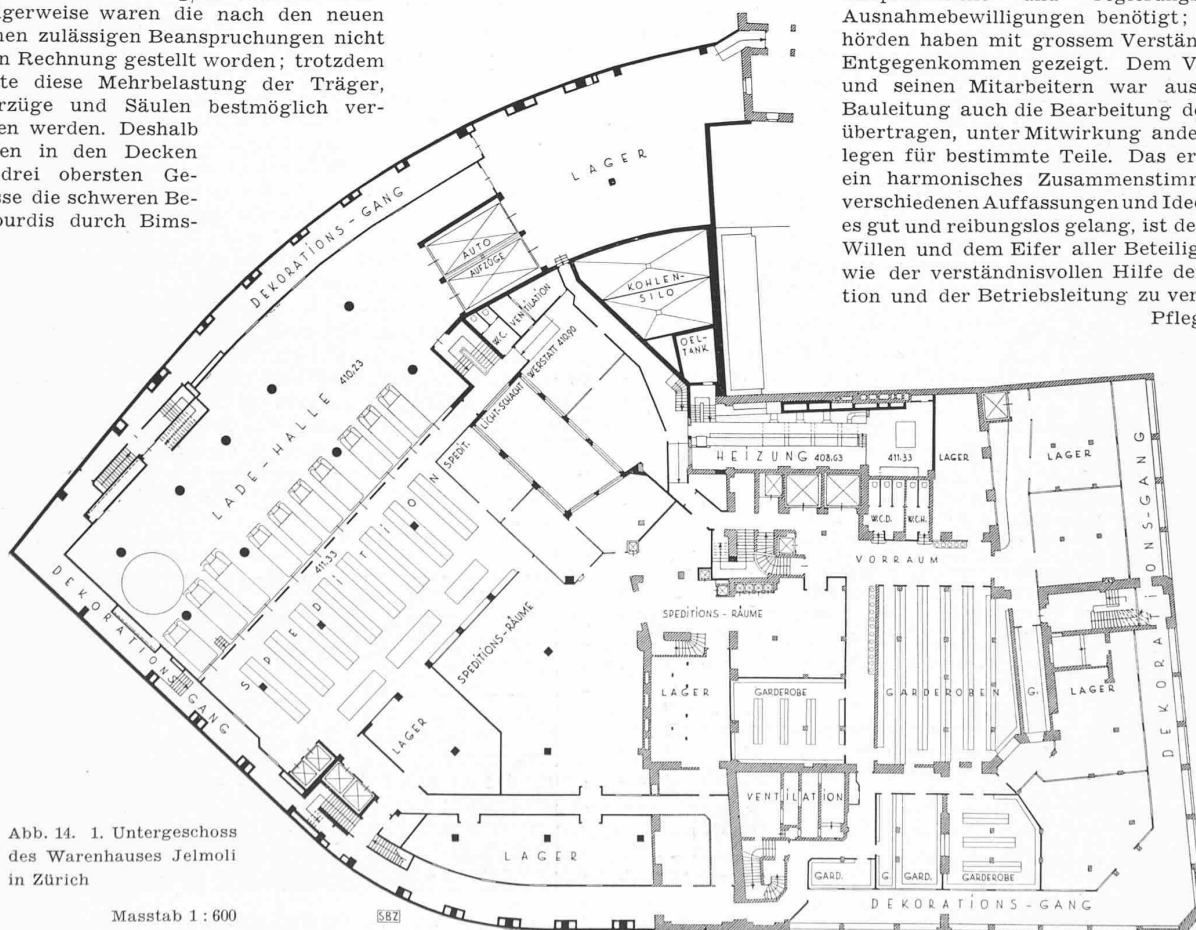 gerweise waren die nach den neuen
nen zulässigen Beanspruchungen nicht
n Rechnung gestellt worden; trotzdem
te diese Mehrbelastung der Träger,
erzüge und Säulen bestmöglich ver-
en werden. Deshalb
en in den Decken
drei obersten Ge-
sse die schweren Be-
ourdis durch Bims-
Ausnahmebewilligungen benötigt;
hörden haben mit grossem Verständ
Entgegenkommen gezeigt. Dem V
und seinen Mitarbeitern war aus
Bauleitung auch die Bearbeitung de
übertragen, unter Mitwirkung ande
legen für bestimmte Teile. Das er
ein harmonisches Zusammenstimm
verschiedenen Auffassungen und Idee
es gut und reibungslos gelang, ist de
Willen und dem Eifer aller Beteilig
wie der verständnisvollen Hilfe de
tion und der Betriebsleitung zu ver
Pfleg
LAGER
DEKORATIONS-GANG
AUTO
AUFZÜGE
KOHLEN-
SILO
OEL-
TANK
W.C.
VENTILATION
LADE-HALLE 410.23
LICHT-SCHACHT
WERSTATT 410.90
SPEDIT.
HEIZUNG 408.63
411.33
LAGER
LAGER
DEKORATIONS-GANG
W.C.D.
W.C.H.
VORRAUM
411.33
SPEDITION
SPEDITIONS-RÄUME
SPEDITIONS-RÄUME
DEKORATIONS GANG
LAGER
GARDEROBE
GARDEROBEN
G.
LAGER
LAGER
VENTILATION
LAGER
GARD.
G.
GARD.
GARDEROBE
DEKORATIONS-GANG
Abb. 14. 1. Untergeschoss
des Warenhauses Jelmoli
in Zürich
Masstab 1 : 600
SBZ